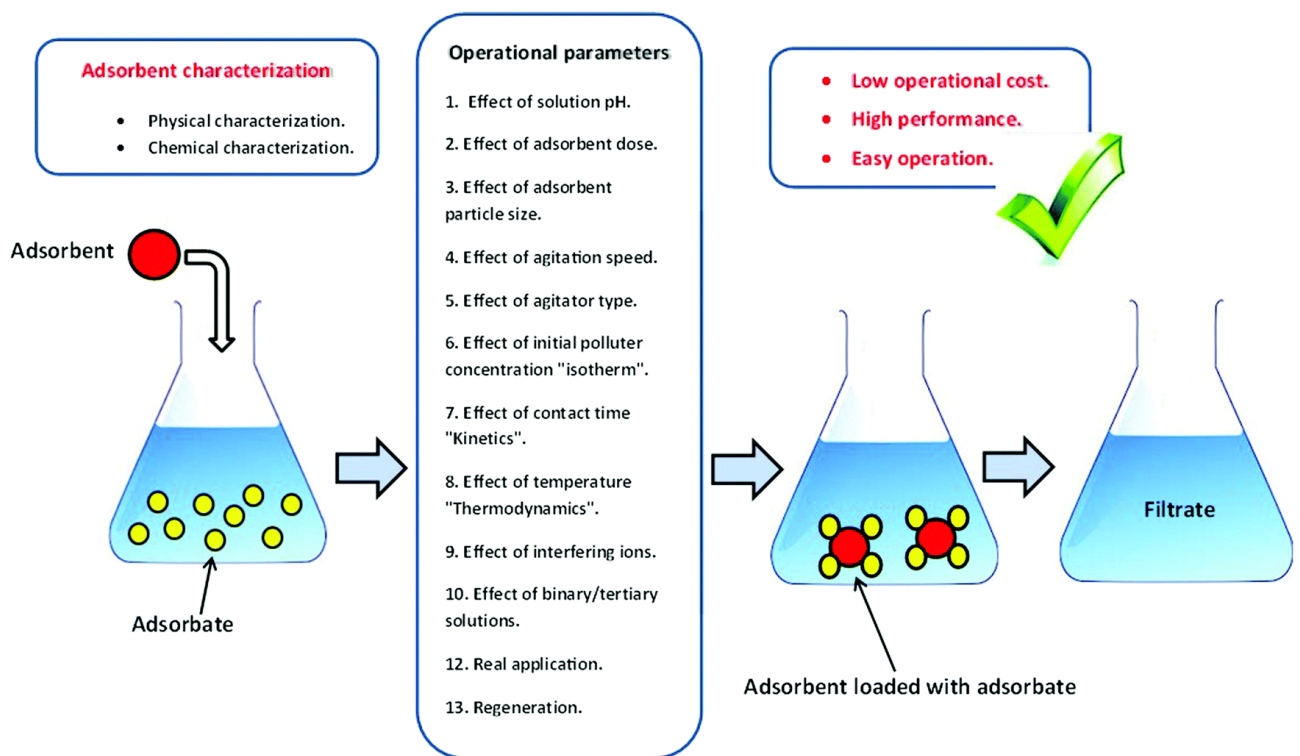 Adsorbent characterization
• Physical characterization.
• Chemical characterization.
Adsorbent
Adsorbate
Operational parameters
1. Effect of solution pH.
2. Effect of adsorbent dose.
3. Effect of adsorbent
particle size.
4. Effect of agitation speed.
5. Effect of agitator type.
6. Effect of initial polluter
concentration "isotherm".
7. Effect of contact time
"Kinetics".
8. Effect of temperature
"Thermodynamics".
9. Effect of interfering ions.
10. Effect of binary/tertiary
solutions.
12. Real application.
13. Regeneration.
• Low operational cost.
• High performance.
• Easy operation.
Adsorbent loaded with adsorbate
Filtrate